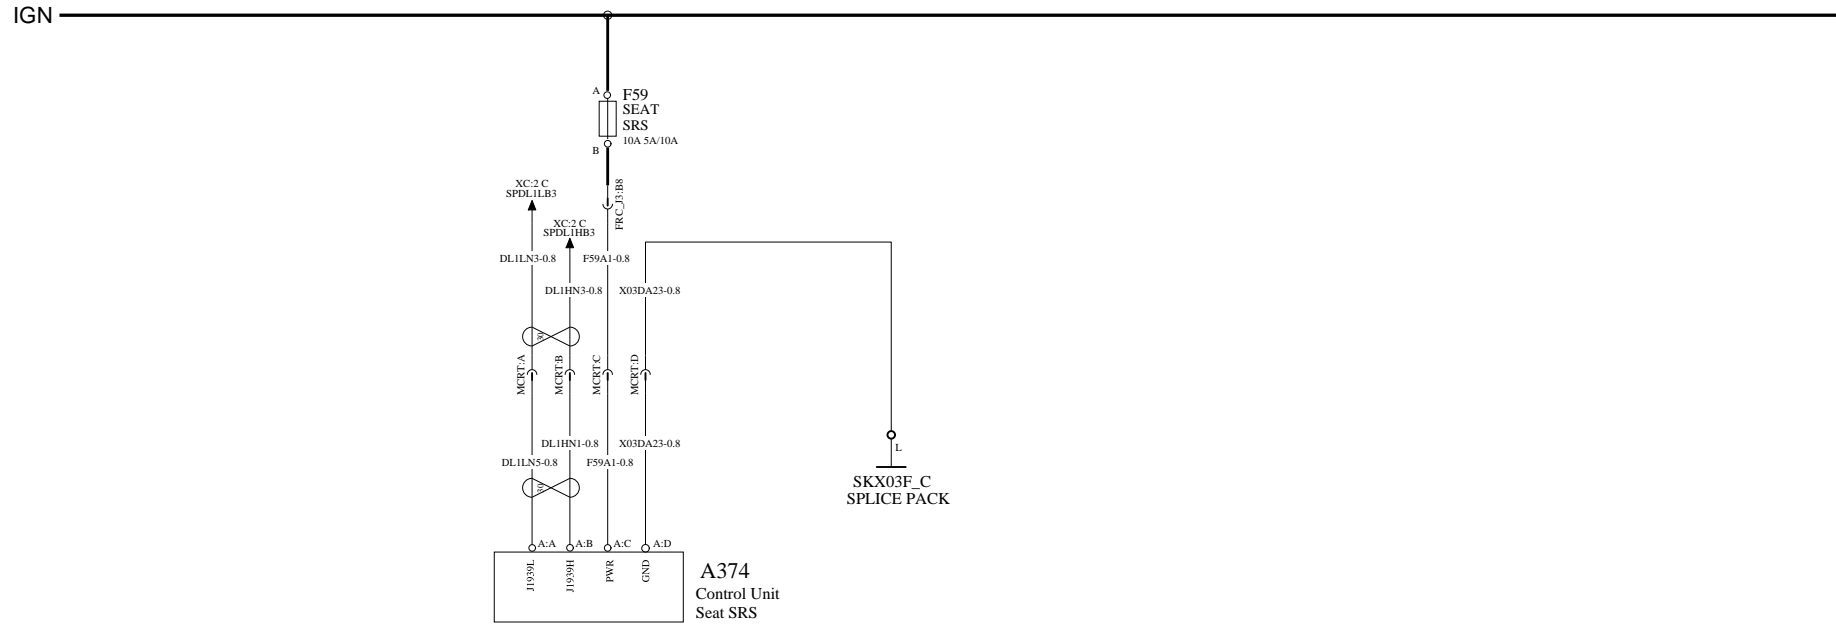 IGN
A
F59
SEAT
SRS
10A 5A/10A
B
FRC_J3:B8
XC:2 C
SPDL1LB3
XC:2 C
SPDL1HB3
DL1LN3-0.8
F59A1-0.8
DL1HN3-0.8
X03DA23-0.8
30
MCRT:A
MCRT:B
MCRT:C
MCRT:D
DL1HN1-0.8
X03DA23-0.8
DL1LN5-0.8
F59A1-0.8
30
L
SKX03F_C
SPLICE PACK
A:A
A:B
A:C
A:D
J1939L
J1939H
PWR
GND
A374
Control Unit
Seat SRS